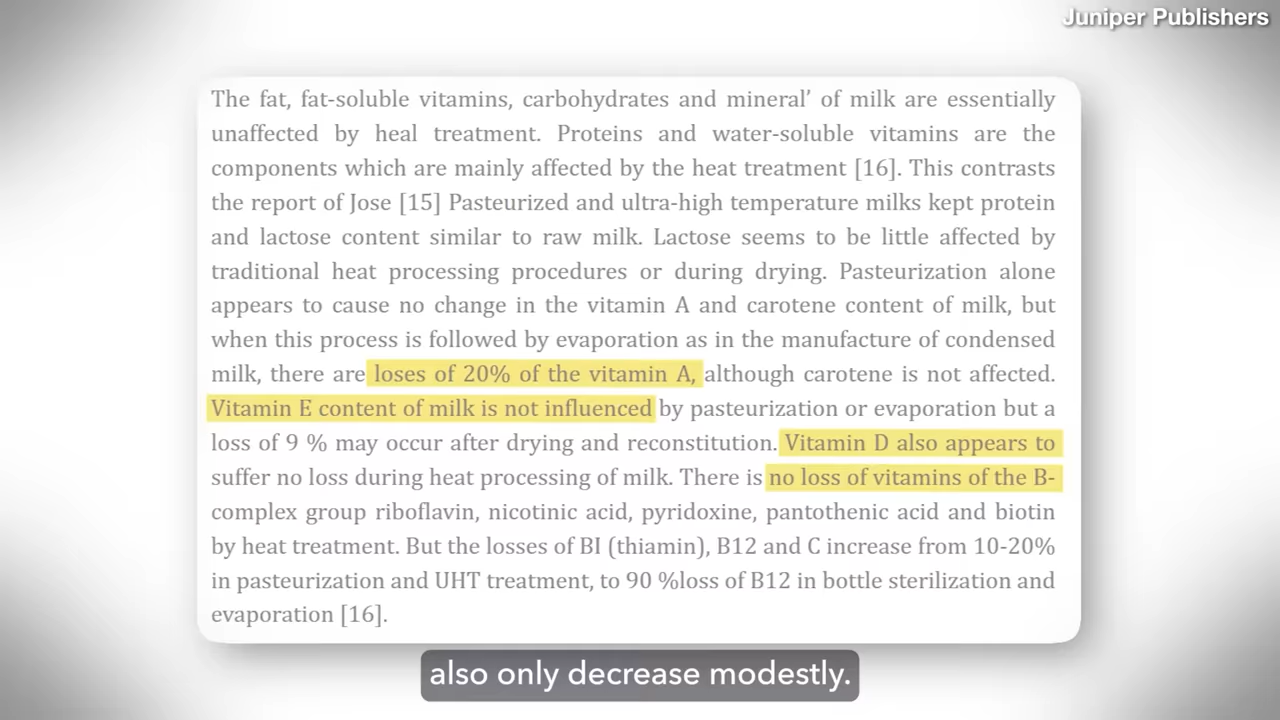 Juniper Publishers
The fat, fat-soluble vitamins, carbohydrates and mineral’ of milk are essentially
unaffected by heal treatment. Proteins and water-soluble vitamins are the
components which are mainly affected by the heat treatment [16]. This contrasts
the report of Jose [15] Pasteurized and ultra-high temperature milks kept protein
and lactose content similar to raw milk. Lactose seems to be little affected by
traditional heat processing procedures or during drying. Pasteurization alone
appears to cause no change in the vitamin A and carotene content of milk, but
when this process is followed by evaporation as in the manufacture of condensed
milk, there are loses of 20% of the vitamin A, although carotene is not affected.
Vitamin E content of milk is not influenced by pasteurization or evaporation but a
loss of 9 % may occur after drying and reconstitution. Vitamin D also appears to
suffer no loss during heat processing of milk. There is no loss of vitamins of the B-
complex group riboflavin, nicotinic acid, pyridoxine, pantothenic acid and biotin
by heat treatment. But the losses of BI (thiamin), B12 and C increase from 10-20%
in pasteurization and UHT treatment, to 90 %loss of B12 in bottle sterilization and
evaporation [16].
also only decrease modestly.